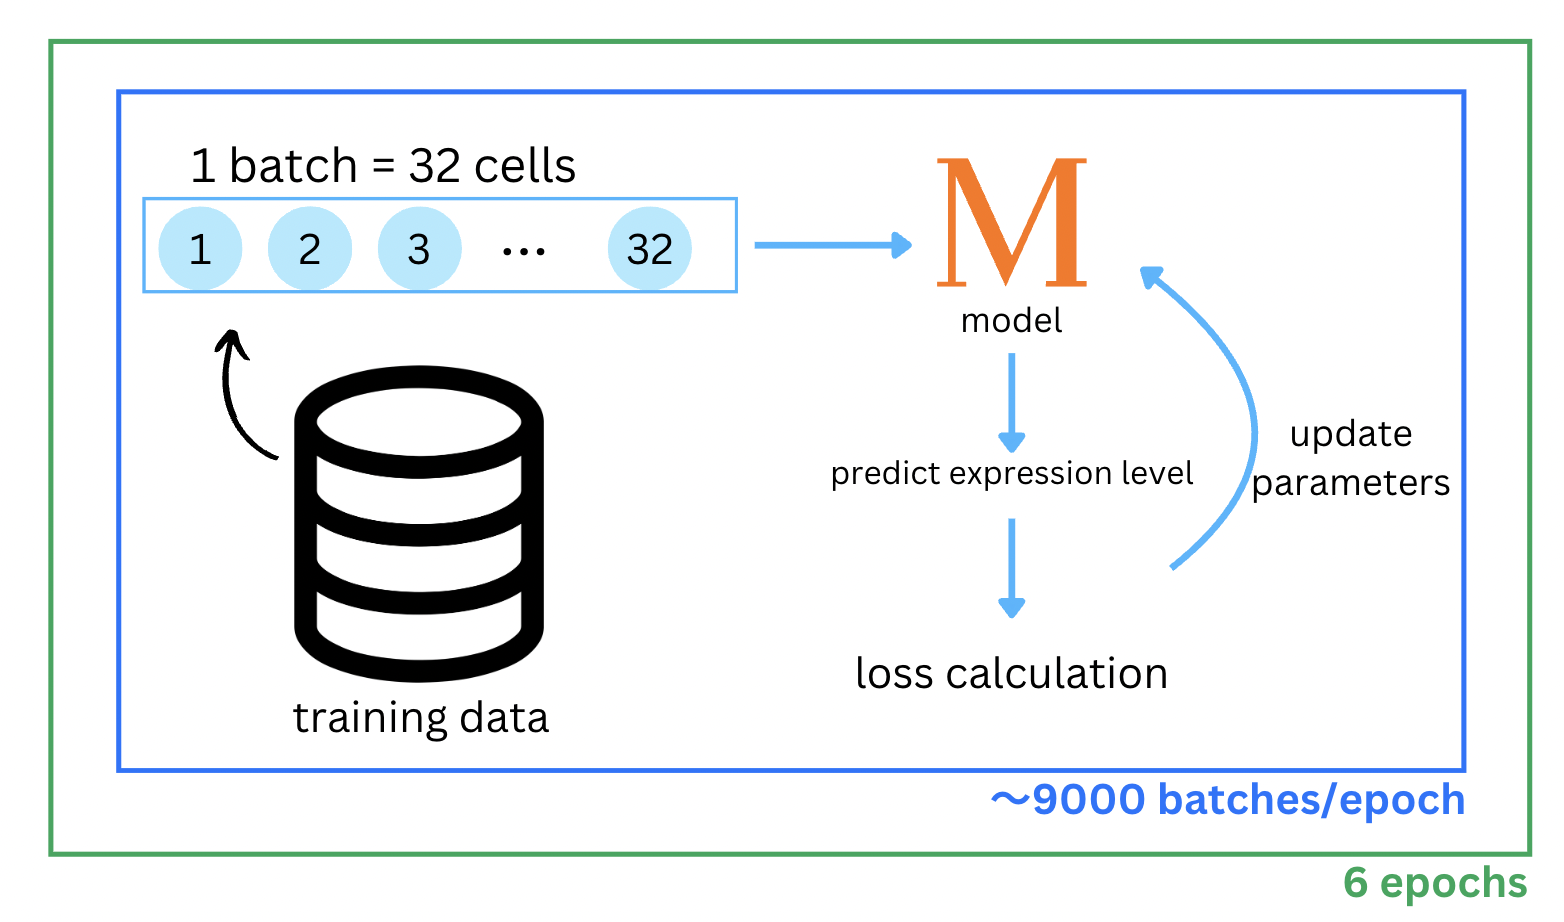 1 batch = 32 cells
1 2 3 ... 32
M
model
predict expression level
update
parameters
loss calculation
training data
~9000 batches/epoch
6 epochs